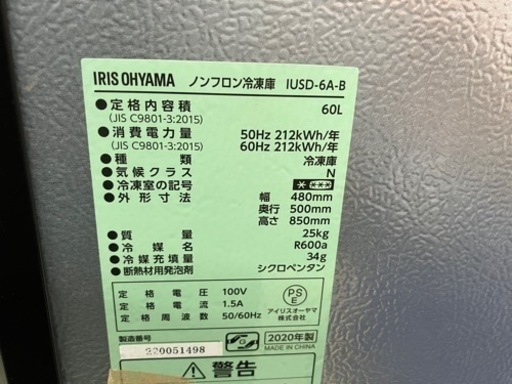 IRIS OHYAMA ノンフロン冷凍庫 IUSD-6A-B
●定格内容積 60L
(JIS C9801-3:2015)
●消費電力量 50Hz 212kWh/年
(JIS C9801-3:2015) 60Hz 212kWh/年
●種類 冷凍庫
●気候クラス N
●冷凍室の記号
●外形寸法 幅 480mm
奥行 500mm
高さ 850mm
●質量 25kg
●冷媒名 R600a
●冷媒充填量 34g
●断熱材用発泡剤 シクロペンタン
定格電圧 100V
定格電流 1.5A
定格周波数 50/60Hz
PS
E
アイリスオーヤマ
株式会社
製造番号
220051498
G
2020年製
MADE IN CHINA
警告